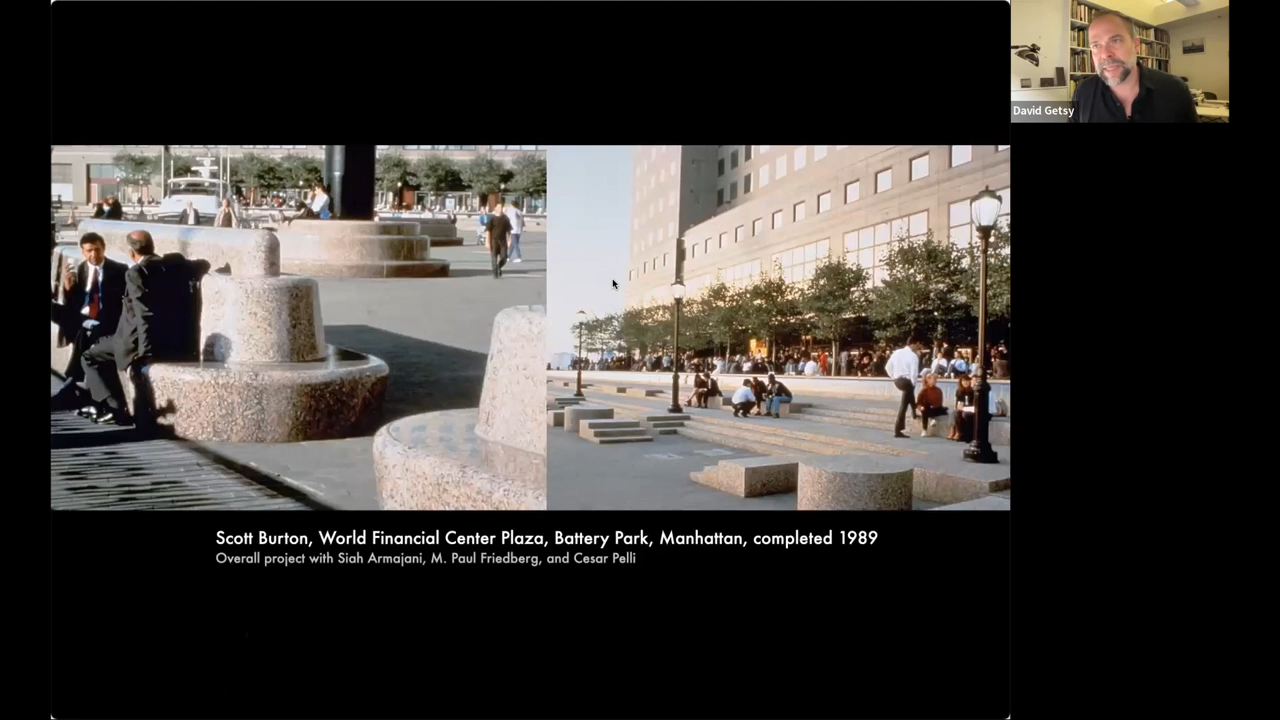 David Getsy
Scott Burton, World Financial Center Plaza, Battery Park, Manhattan, completed 1989
Overall project with Siah Armajani, M. Paul Friedberg, and Cesar Pelli